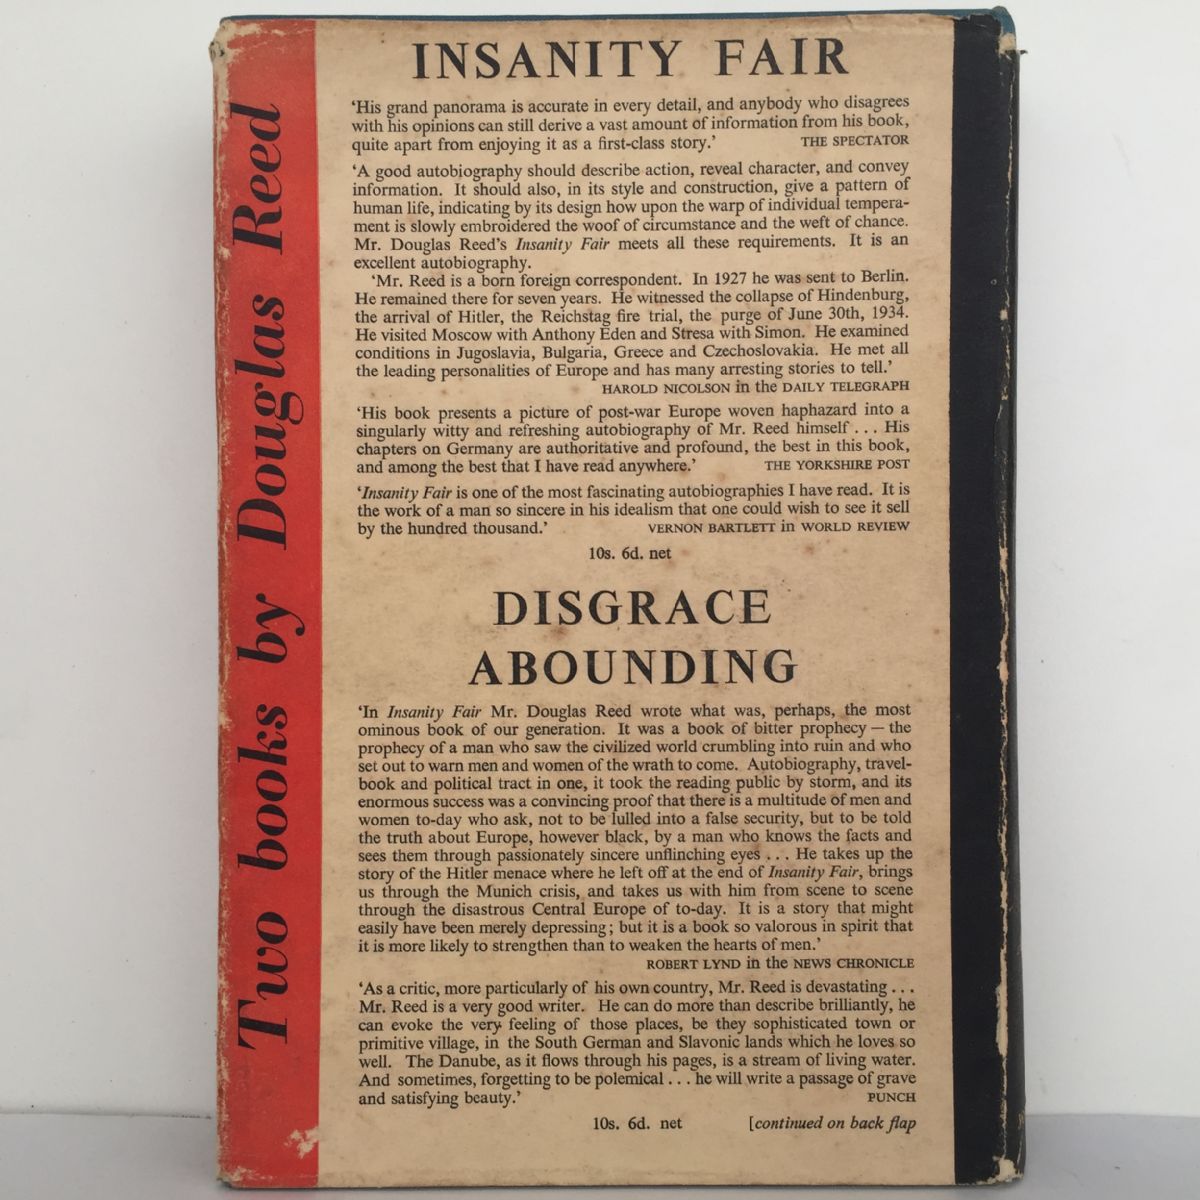 Two books by Douglas Reed
INSANITY FAIR
‘His grand panorama is accurate in every detail, and anybody who disagrees
with his opinions can still derive a vast amount of information from his book,
quite apart from enjoying it as a first-class story.’ THE SPECTATOR
‘A good autobiography should describe action, reveal character, and convey
information. It should also, in its style and construction, give a pattern of
human life, indicating by its design how upon the warp of individual tempera-
ment is slowly embroidered the woof of circumstance and the weft of chance.
Mr. Douglas Reed’s Insanity Fair meets all these requirements. It is an
excellent autobiography.
‘Mr. Reed is a born foreign correspondent. In 1927 he was sent to Berlin.
He remained there for seven years. He witnessed the collapse of Hindenburg,
the arrival of Hitler, the Reichstag fire trial, the purge of June 30th, 1934.
He visited Moscow with Anthony Eden and Stresa with Simon. He examined
conditions in Jugoslavia, Bulgaria, Greece and Czechoslovakia. He met all
the leading personalities of Europe and has many arresting stories to tell.’
HAROLD NICOLSON in the DAILY TELEGRAPH
‘His book presents a picture of post-war Europe woven haphazard into a
singularly witty and refreshing autobiography of Mr. Reed himself . . . His
chapters on Germany are authoritative and profound, the best in this book,
and among the best that I have read anywhere.’ THE YORKSHIRE POST
‘Insanity Fair is one of the most fascinating autobiographies I have read. It is
the work of a man so sincere in his idealism that one could wish to see it sell
by the hundred thousand.’ VERNON BARTLETT in WORLD REVIEW
10s. 6d. net
DISGRACE
ABOUNDING
‘In Insanity Fair Mr. Douglas Reed wrote what was, perhaps, the most
ominous book of our generation. It was a book of bitter prophecy — the
prophecy of a man who saw the civilized world crumbling into ruin and who
set out to warn men and women of the wrath to come. Autobiography, travel-
book and political tract in one, it took the reading public by storm, and its
enormous success was a convincing proof that there is a multitude of men and
women to-day who ask, not to be lulled into a false security, but to be told
the truth about Europe, however black, by a man who knows the facts and
sees them through passionately sincere unflinching eyes . . . He takes up the
story of the Hitler menace where he left off at the end of Insanity Fair, brings
us through the Munich crisis, and takes us with him from scene to scene
through the disastrous Central Europe of to-day. It is a story that might
easily have been merely depressing; but it is a book so valorous in spirit that
it is more likely to strengthen than to weaken the hearts of men.’
ROBERT LYND in the NEWS CHRONICLE
‘As a critic, more particularly of his own country, Mr. Reed is devastating . . .
Mr. Reed is a very good writer. He can do more than describe brilliantly, he
can evoke the very feeling of those places, be they sophisticated town or
primitive village, in the South German and Slavonic lands which he loves so
well. The Danube, as it flows through his pages, is a stream of living water.
And sometimes, forgetting to be polemical . . . he will write a passage of grave
and satisfying beauty.’ PUNCH
10s. 6d. net [continued on back flap